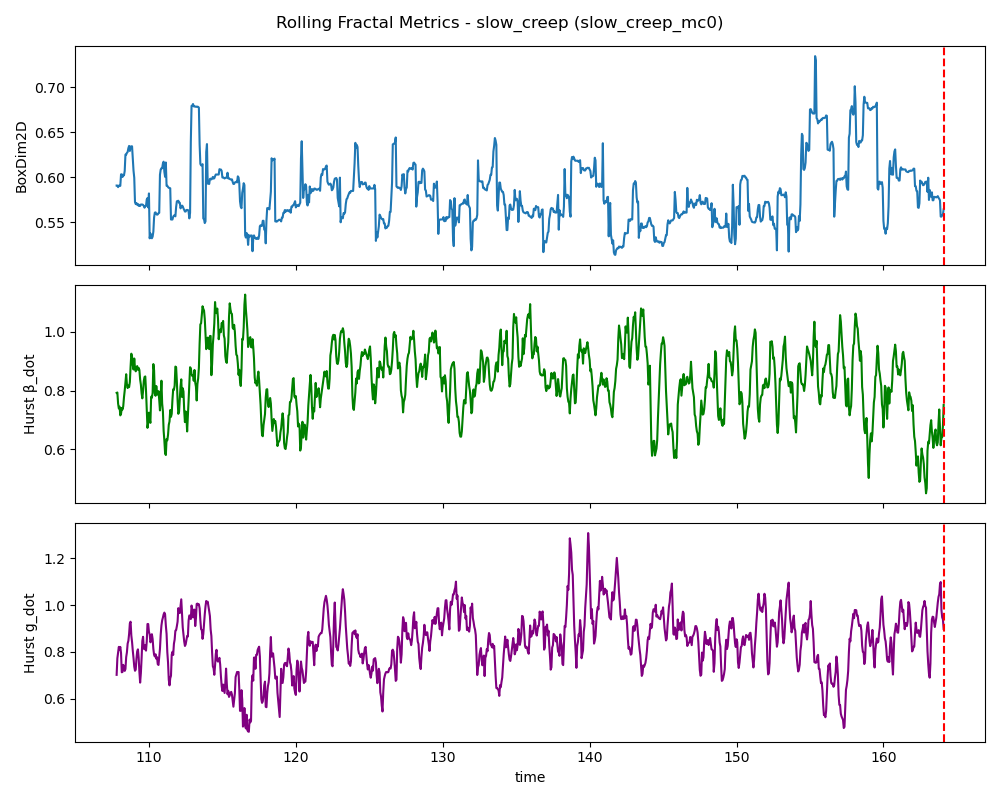 Rolling Fractal Metrics - slow_creep (slow_creep_mc0)
BoxDim2D
0.70
0.65
0.60
0.55
Hurst β_dot
1.0
0.8
0.6
Hurst g_dot
1.2
1.0
0.8
0.6
110 120 130 140 150 160
time